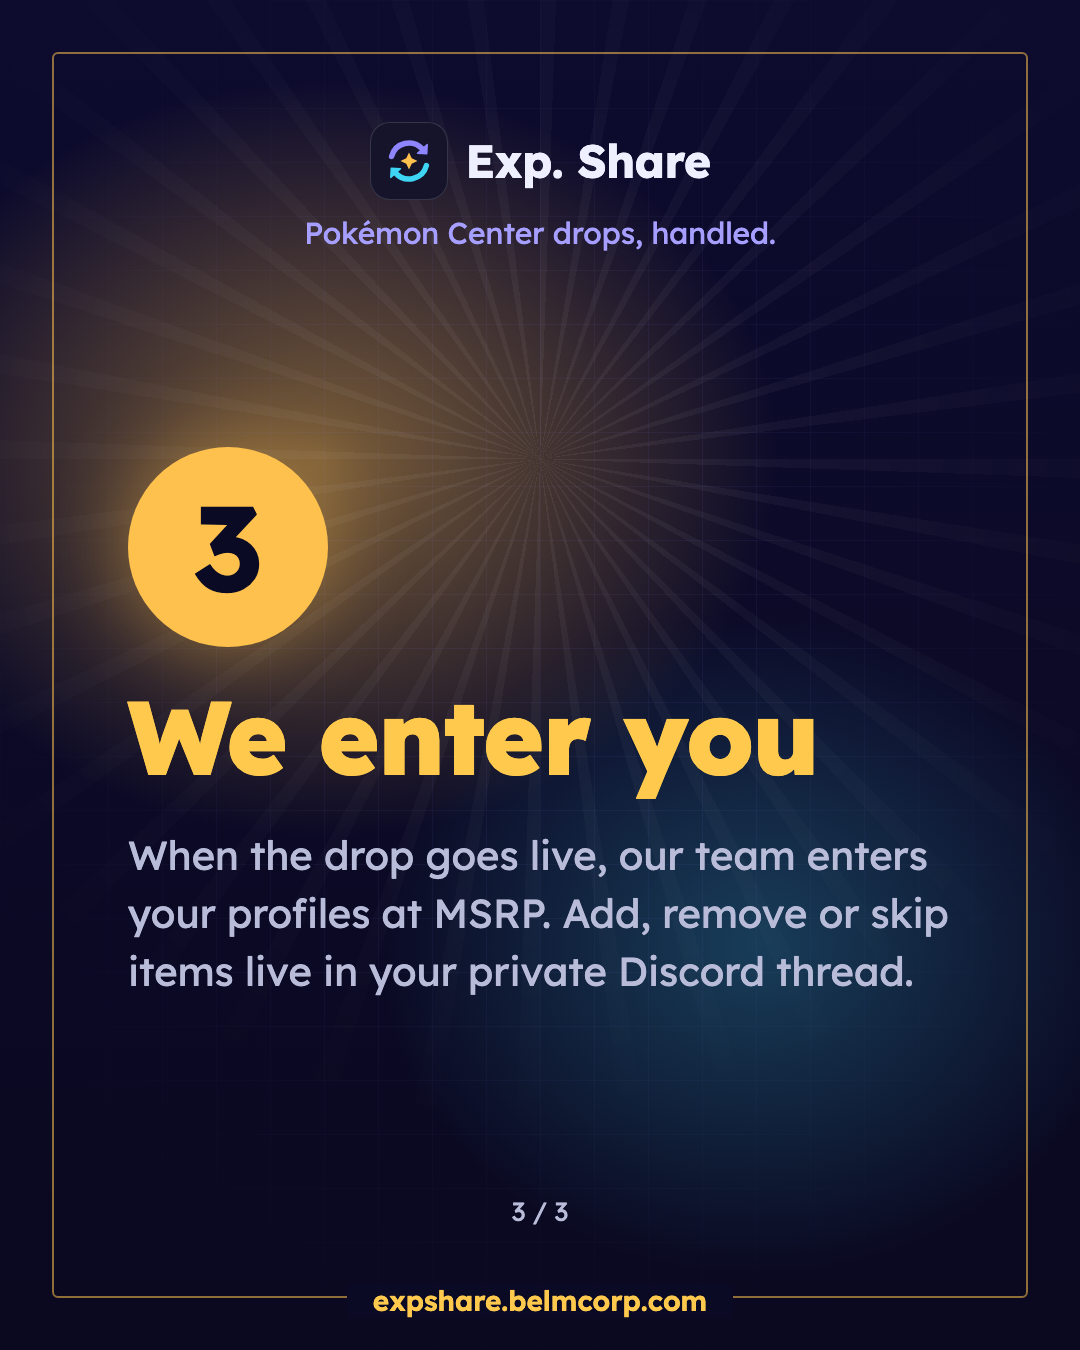 Exp. Share
Pokémon Center drops, handled.
3
We enter you
When the drop goes live, our team enters
your profiles at MSRP. Add, remove or skip
items live in your private Discord thread.
3 / 3
expshare.belmcorp.com